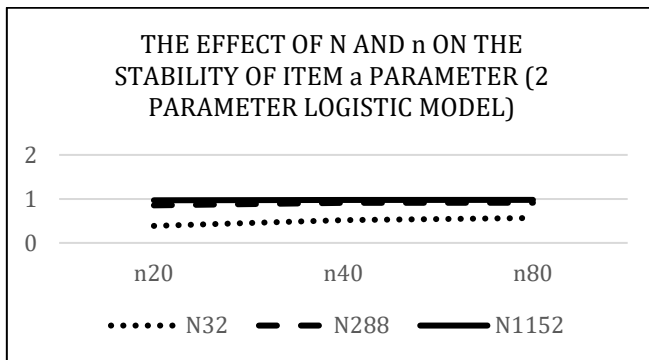 THE EFFECT OF N AND n ON THE
STABILITY OF ITEM a PARAMETER (2
PARAMETER LOGISTIC MODEL)
2
1
0
n20 n40 n80
N32 N288 N1152